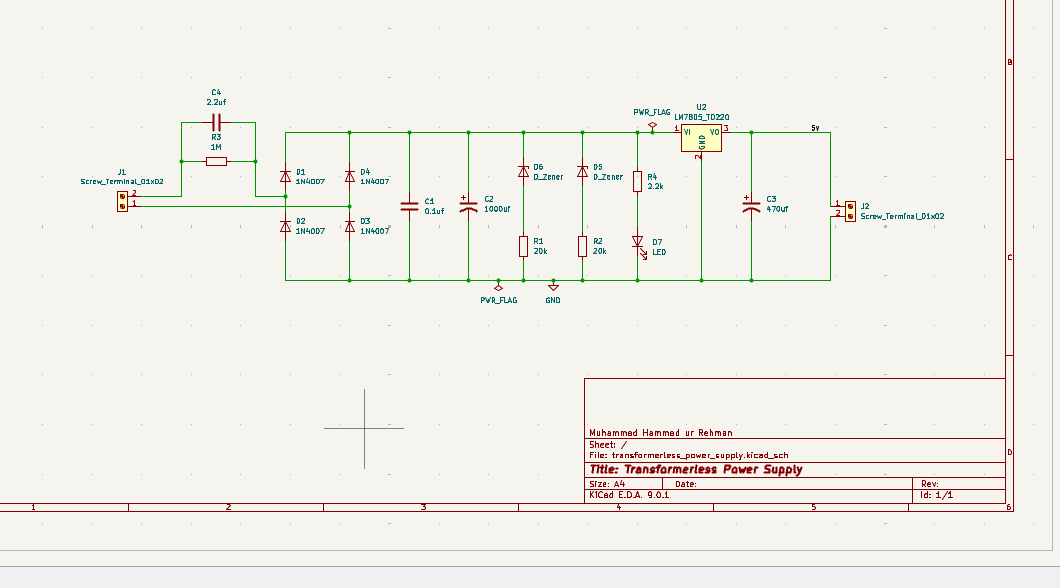 B
PWR_FLAG
U2
LM7805_TO220
1
VI
VO
3
GND
2
5v
C4
2.2uf
R3
1M
J1
Screw_Terminal_01x02
2
1
D1
1N4007
D4
1N4007
D2
1N4007
D3
1N4007
C1
0.1uf
C2
1000uf
D6
D_Zener
D5
D_Zener
R4
2.2k
R1
20k
R2
20k
D7
LED
C3
470uf
1
2
J2
Screw_Terminal_01x02
PWR_FLAG
GND
C
Muhammad Hammad ur Rehman
Sheet: /
File: transformerless_power_supply.kicad_sch
Title: Transformerless Power Supply
Size: A4 Date: Rev:
KiCad E.D.A. 9.0.1 Id: 1/1
D
1 2 3 4 5 6